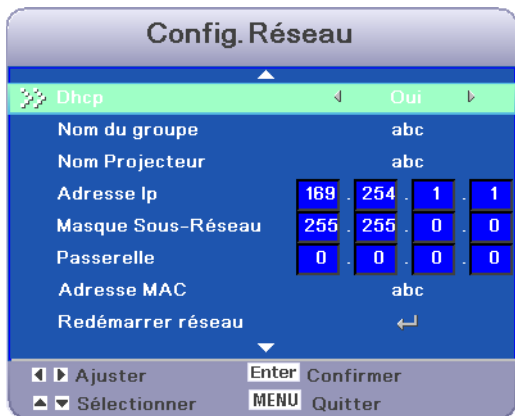 Config. Réseau
Dhcp Oui
Nom du groupe abc
Nom Projecteur abc
Adresse Ip 169 . 254 . 1 . 1
Masque Sous-Réseau 255 . 255 . 0 . 0
Passerelle 0 . 0 . 0 . 0
Adresse MAC abc
Redémarrer réseau
Ajuster Enter Confirmer
Sélectionner MENU Quitter